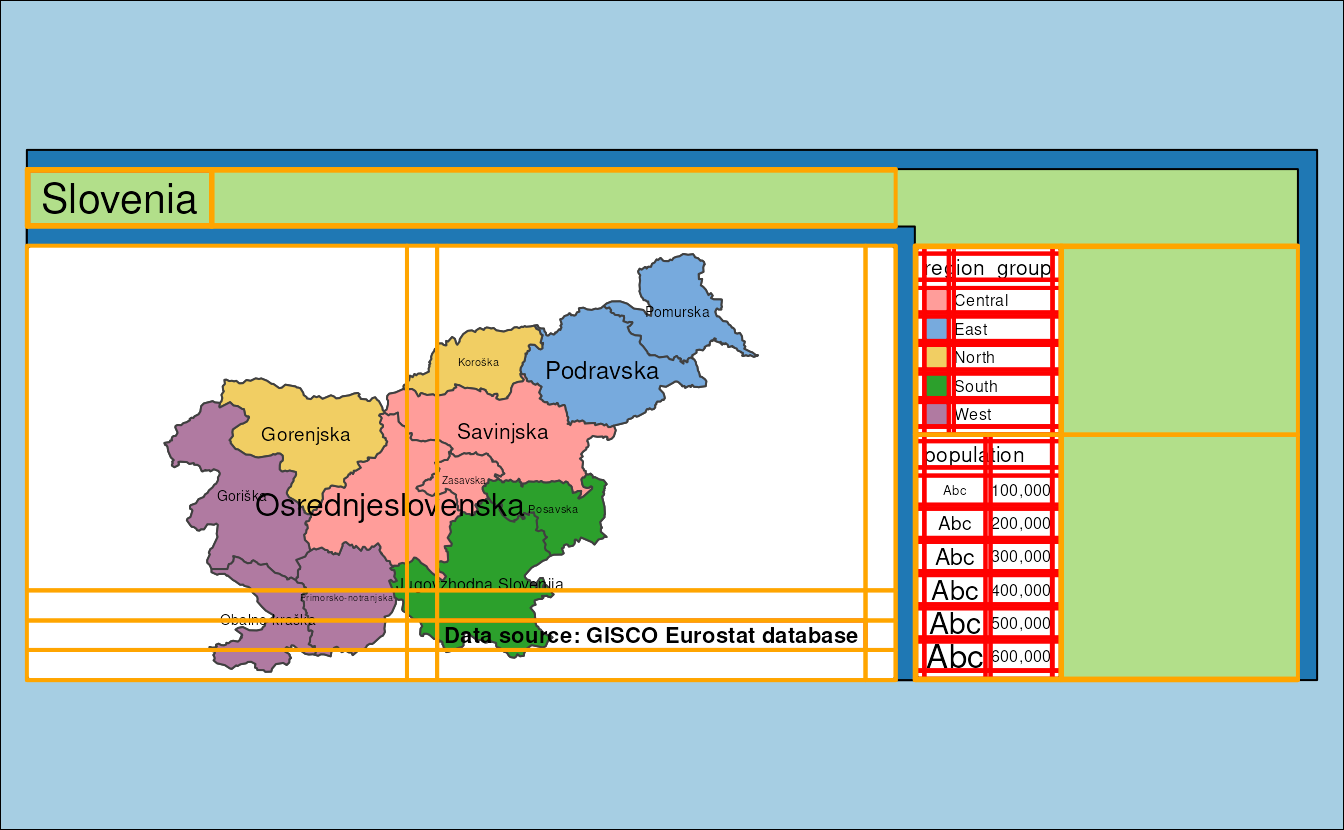 Slovenia
Pomurska
Koroška
Podravska
Gorenjska
Savinjska
Zasavska
Goriška
Osrednjeslovenska
Posavska
Jugovzhodna Slovenija
Primorsko-notranjska
Obalno-kraška
Data source: GISCO Eurostat database
region_group
Central
East
North
South
West
population
Abc 100,000
Abc 200,000
Abc 300,000
Abc 400,000
Abc 500,000
Abc 600,000